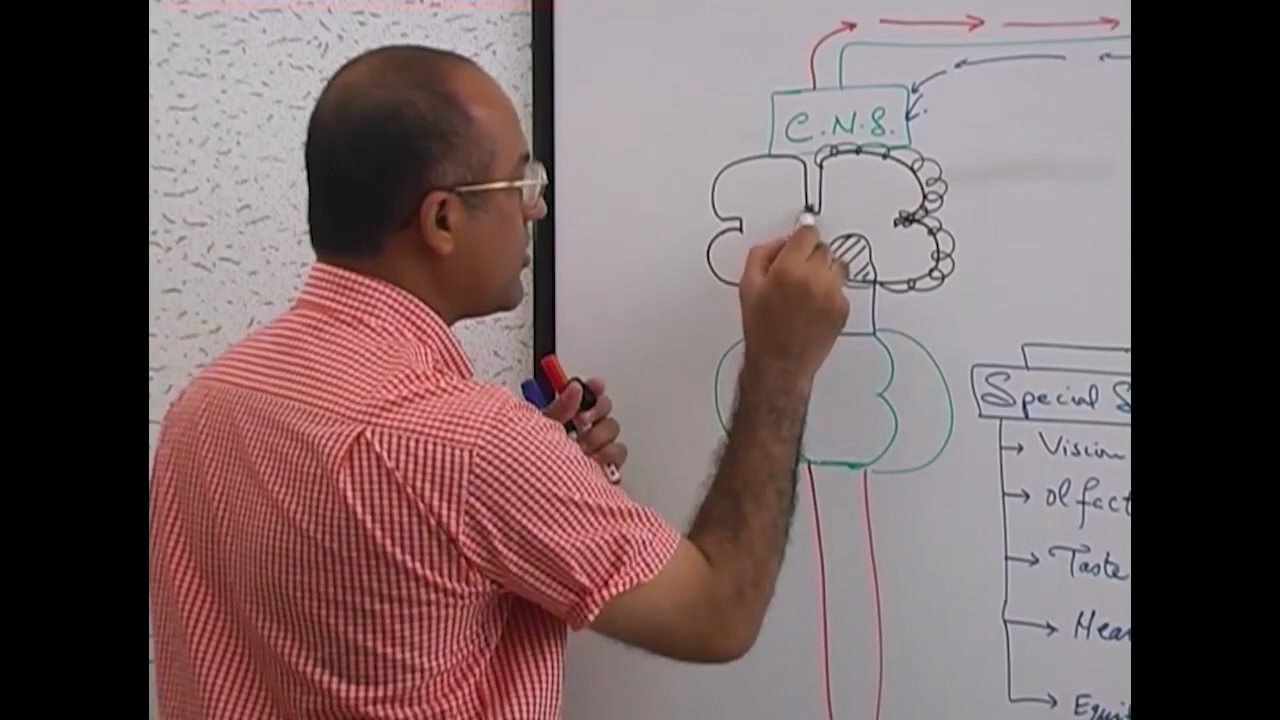 C.N.S.
Special S
Vision
olfact
Taste
Hear
Equi